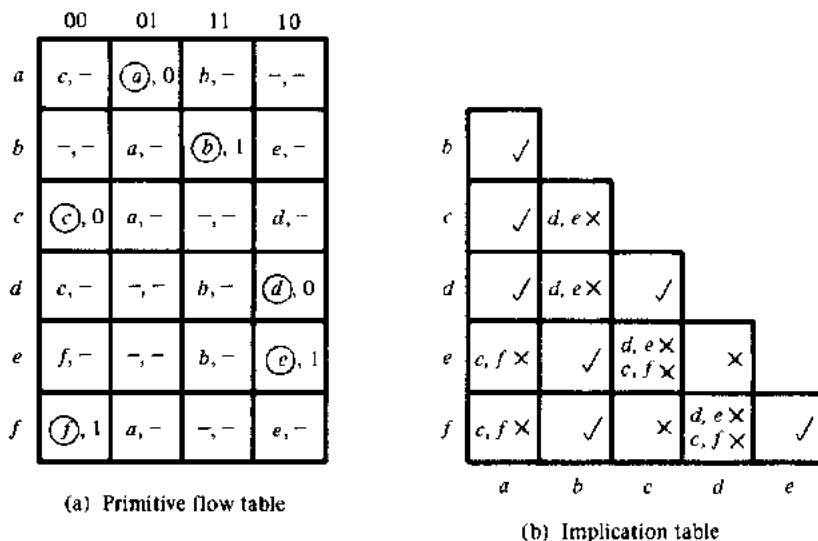 00 01 11 10
a c, – (a), 0 b, – –, –
b –, – a, – (b), 1 e, –
c (c), 0 a, – –, – d, –
d c, – –, – b, – (d), 0
e f, – –, – b, – (e), 1
f (f), 1 a, – –, – e, –
(a) Primitive flow table
b ✓
c ✓ d, e ×
d ✓ d, e × ✓
e c, f × ✓ d, e × c, f × ×
f c, f × ✓ × d, e × c, f × ✓
a b c d e
(b) Implication table